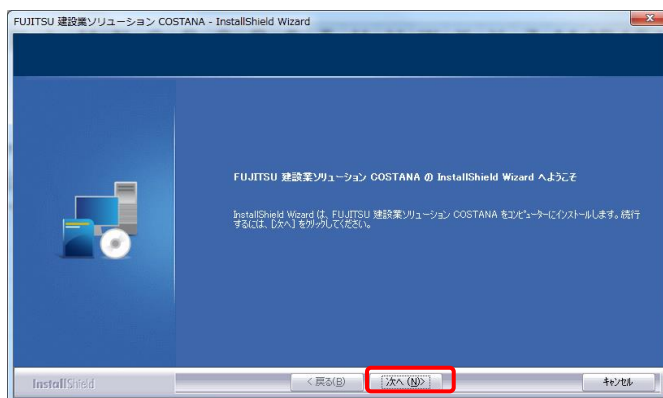 FUJITSU 建設業ソリューション COSTANA - InstallShield Wizard
FUJITSU 建設業ソリューション COSTANA の InstallShield Wizard へようこそ
InstallShield Wizard は、FUJITSU 建設業ソリューション COSTANA をコンピューターにインストールします。続行
するには、[次へ] をクリックしてください。
InstallShield
< 戻る(B)
次へ (N)>
キャンセル